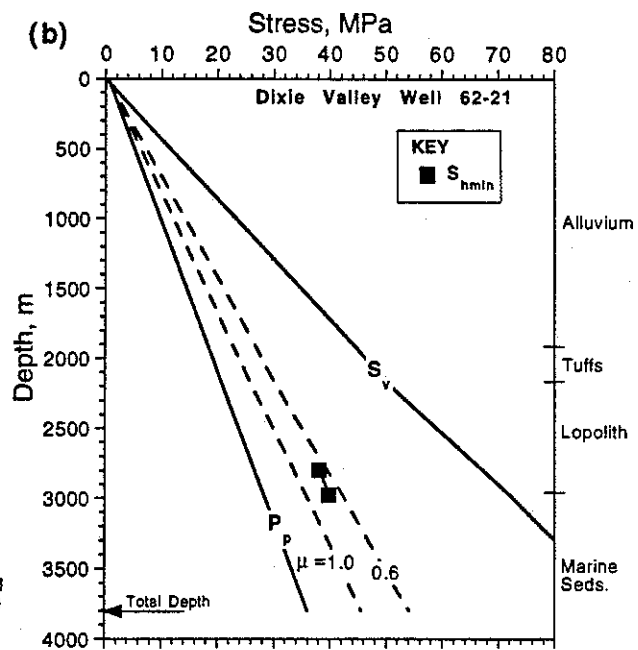 (b)
Stress, MPa
0 10 20 30 40 50 60 70 80
Dixie Valley Well 62-21
KEY
S hmin
Depth, m
0
500
1000
1500
2000
2500
3000
3500
4000
Alluvium
Tuffs
Lopolith
Marine
Seds.
S v
P p
μ = 1.0
0.6
Total Depth